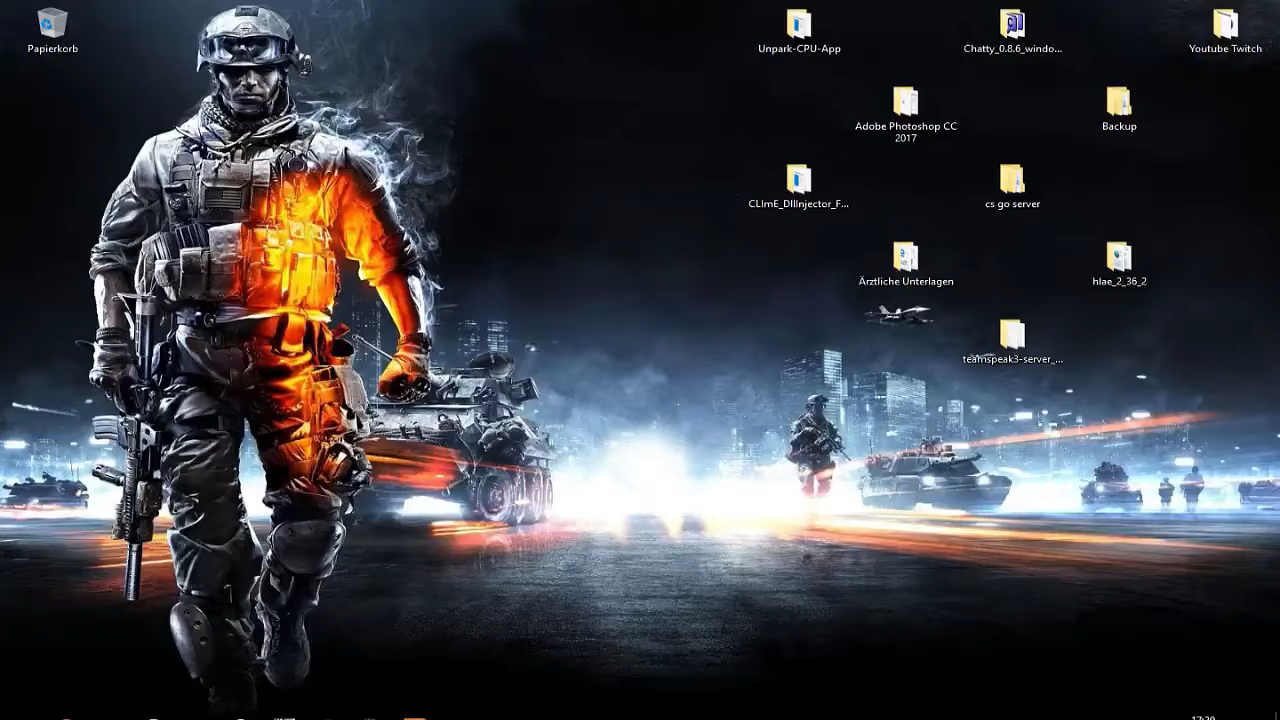 Papierkorb
Unpark-CPU-App
Chatty_0.8.6_windo...
Youtube Twitch
Adobe Photoshop CC
2017
Backup
CLImE_DllInjector_F...
cs go server
Ärztliche Unterlagen
hlae_2_36_2
teamspeak3-server_...